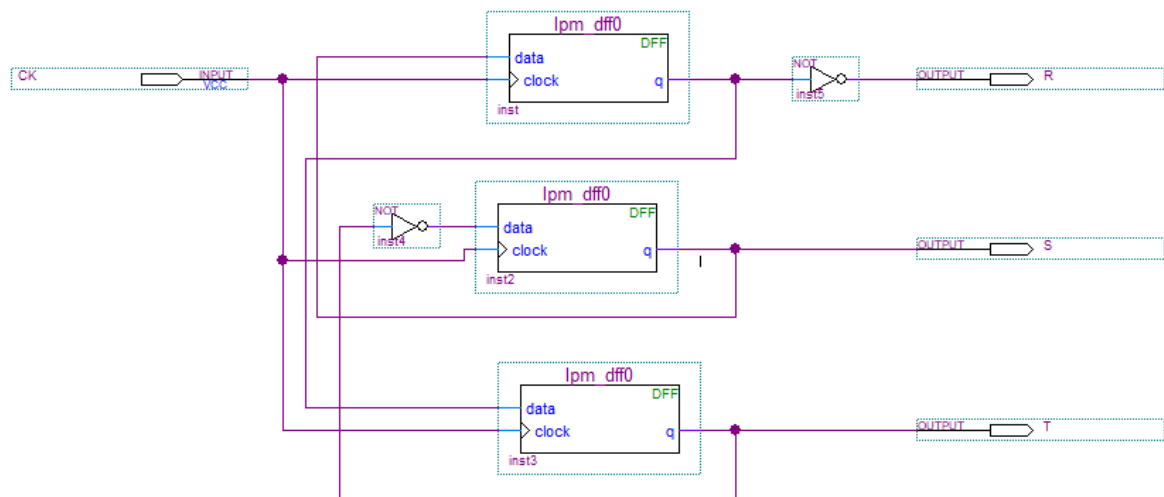 lpm_dff0
DFF
data
CK
INPUT
VCC
clock
q
inst
NOT
inst5
OUTPUT
R
lpm_dff0
NOT
inst4
DFF
data
clock
q
inst2
OUTPUT
S
lpm_dff0
DFF
data
clock
q
inst3
OUTPUT
T